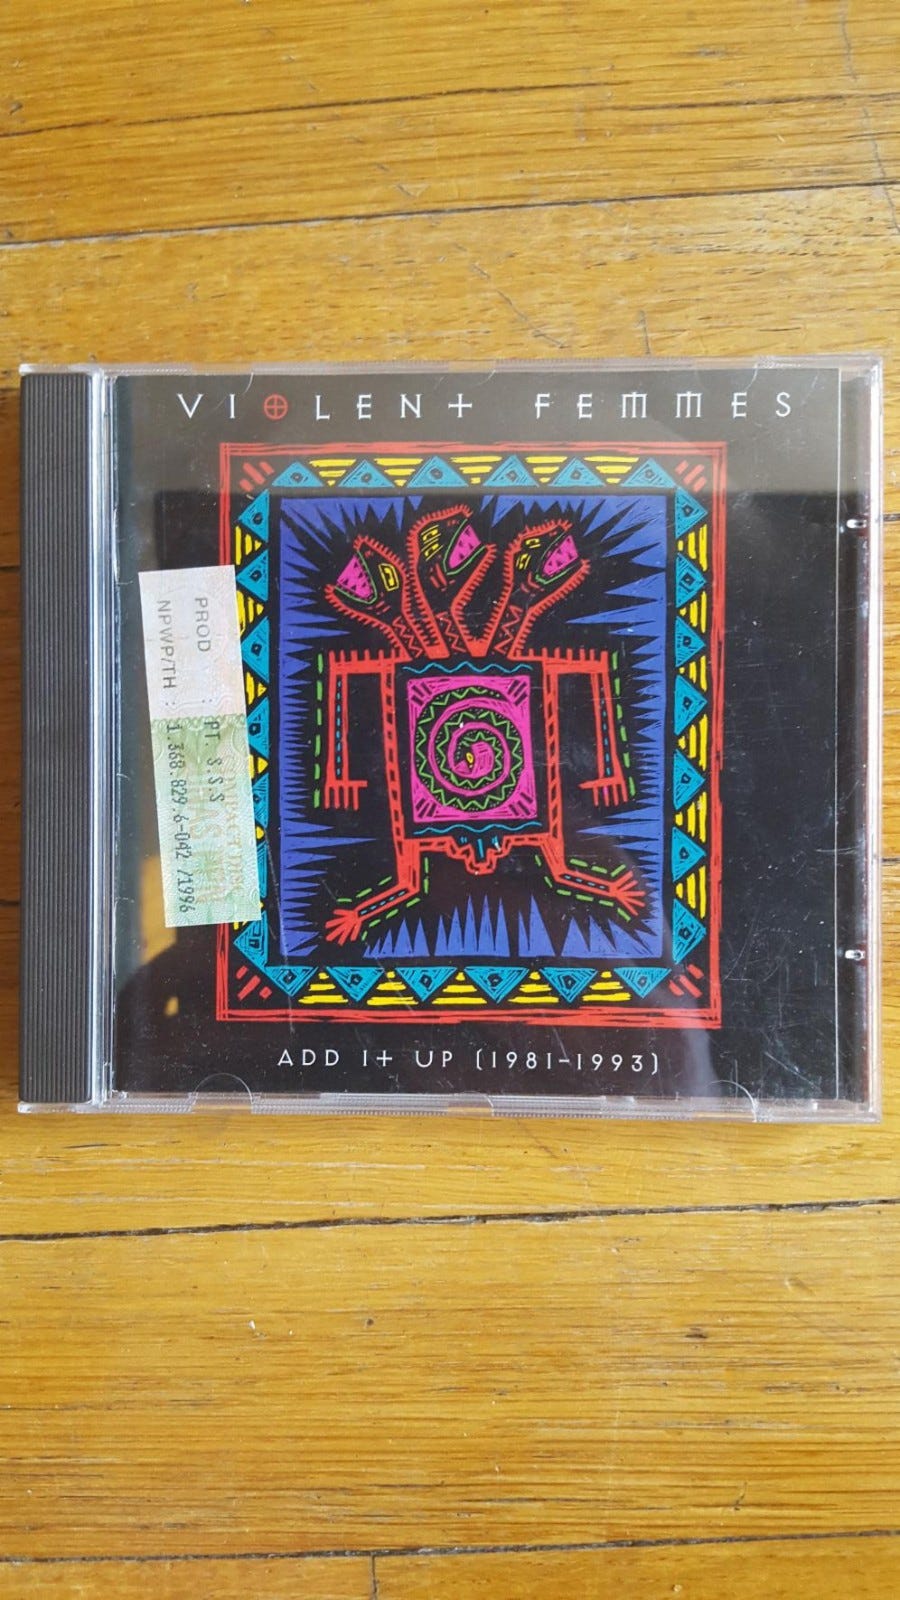 VIOLENT FEMMES
PROD : PT. S.S.S
NPWP/TH : 1.368.829.6-042 /1996
ADD IT UP (1981-1993)